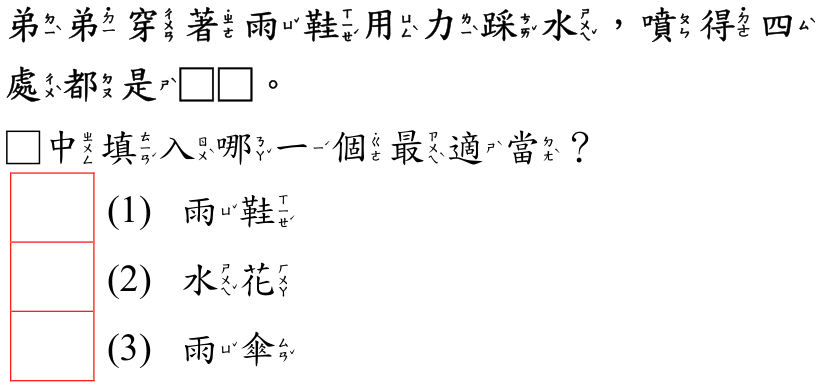 弟弟穿著雨鞋用力踩水，噴得四
處都是□□。
□中填入哪一個最適當？
(1) 雨鞋
(2) 水花
(3) 雨傘